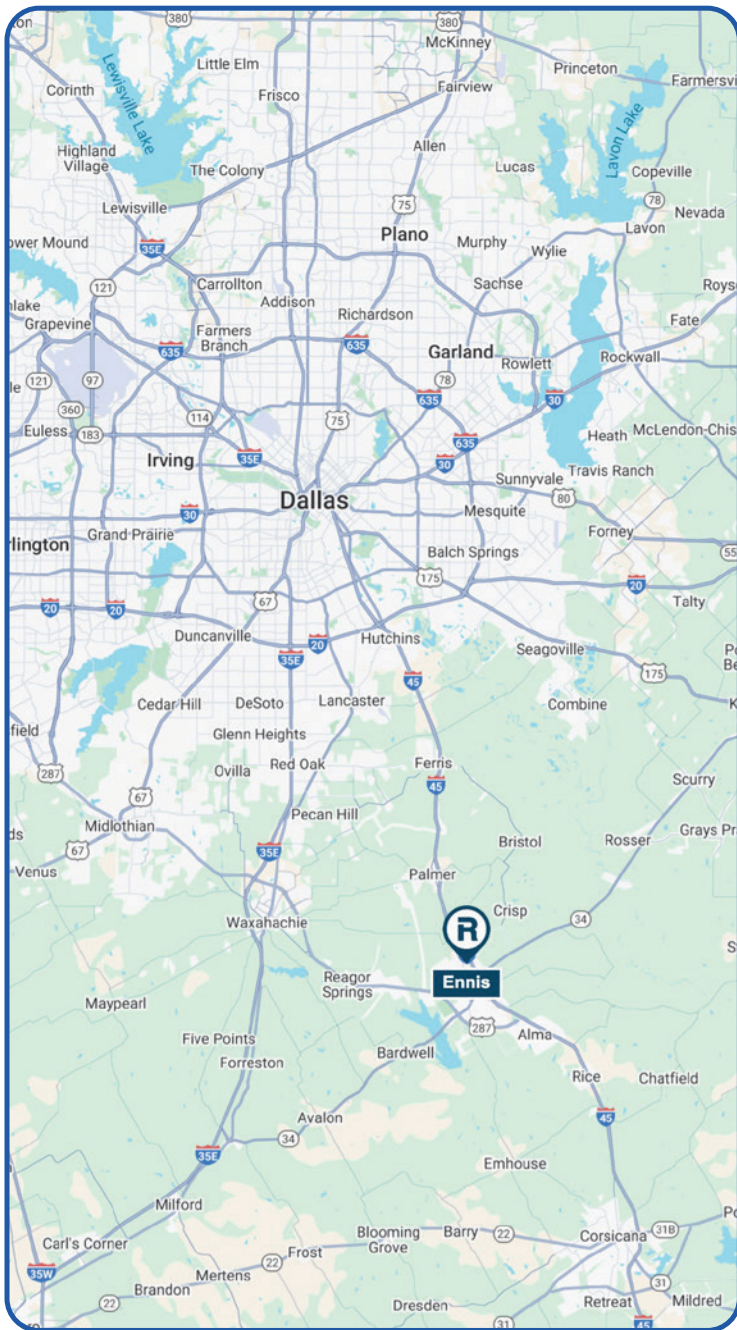 380
380
McKinney
ton
Little Elm
Princeton
Corinth
Frisco
Fairview
Farmersvi
Lewisville Lake
Lavon Lake
Highland
Village
The Colony
Allen
Lucas
Copeville
75
78
Nevada
Lewisville
Plano
Murphy
Lavon
ower Mound
35E
Wylie
Carrollton
Sachse
121
Addison
Royse
nlake
Richardson
Fate
Grapevine
Farmers
Branch
635
635
Garland
Rowlett
Rockwall
121
97
78
le
635
30
360
114
75
Heath
McLendon-Chis
Euless
183
635
Irving
35E
30
Travis Ranch
Sunnyvale
80
Dallas
Mesquite
30
Grand Prairie
Forney
rlington
Balch Springs
55
175
20
67
20
20
Talty
Duncanville
Hutchins
20
Seagoville
35E
175
45
Cedar Hill
DeSoto
Lancaster
Combine
K
field
Glenn Heights
287
Ovilla
Red Oak
Ferris
Scurry
45
67
Pecan Hill
Midlothian
Bristol
Rosser
Grays Pra
ds
67
35E
Venus
Palmer
Crisp
34
Waxahachie
R
Ennis
Reagor
Springs
Maypearl
287
Alma
Five Points
Bardwell
Forreston
Rice
Chatfield
Avalon
45
34
35E
Emhouse
Milford
Carl's Corner
Blooming
Grove
Barry
22
Corsicana
31B
Po
Frost
35W
Mertens
22
Brandon
31
22
Dresden
Retreat
Mildred
31
45